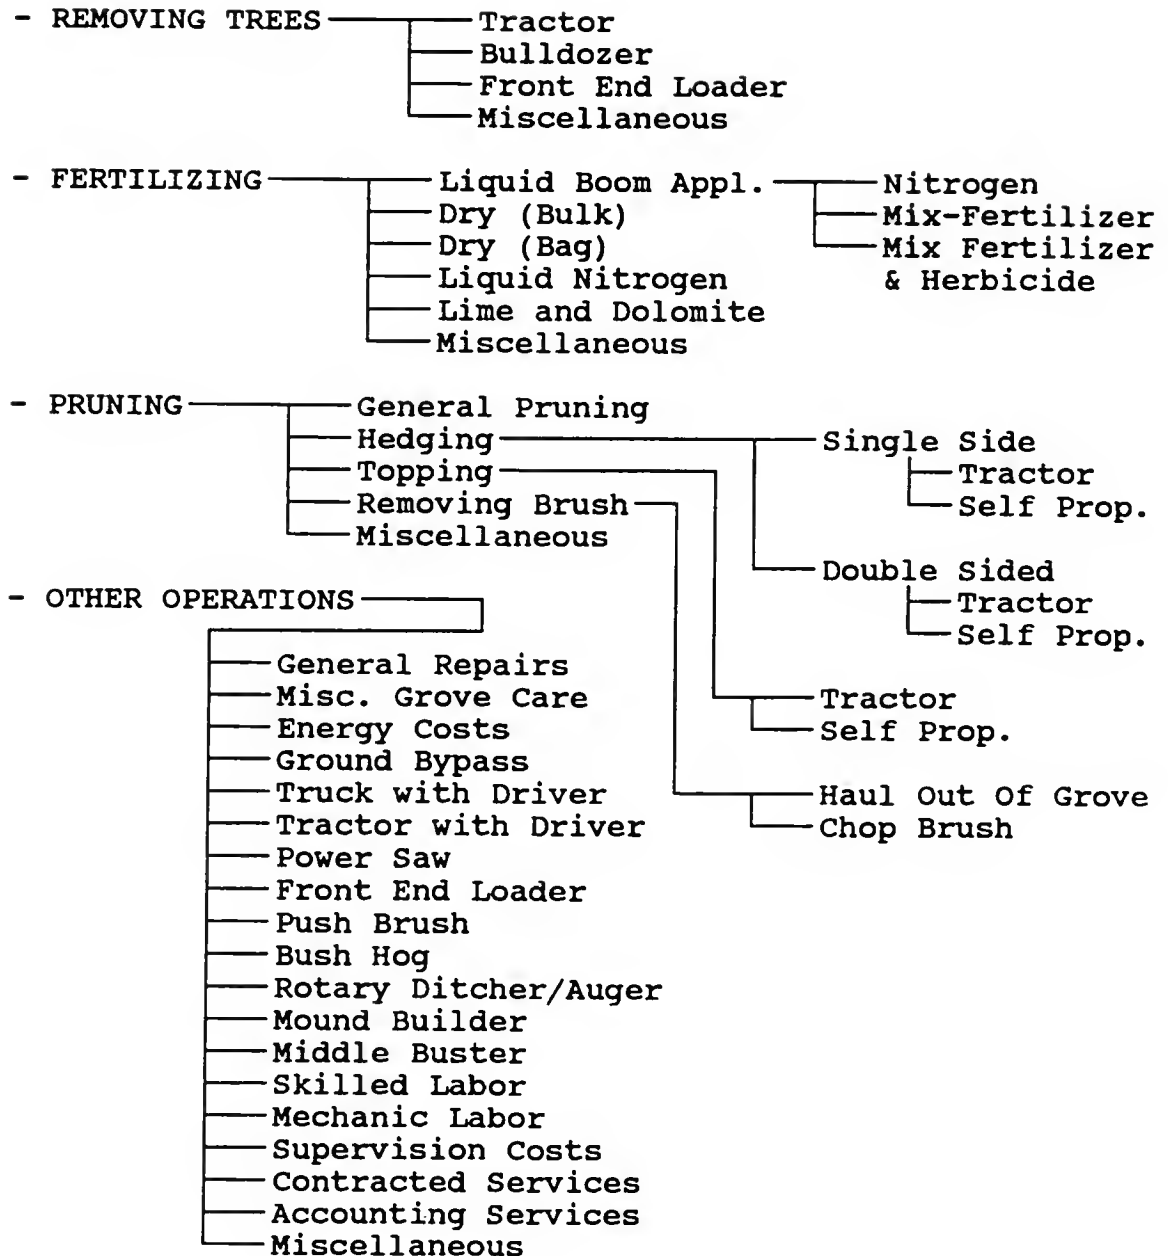 - REMOVING TREES
Tractor
Bulldozer
Front End Loader
Miscellaneous
- FERTILIZING
Liquid Boom Appl.
Nitrogen
Mix-Fertilizer
Mix Fertilizer
& Herbicide
Dry (Bulk)
Dry (Bag)
Liquid Nitrogen
Lime and Dolomite
Miscellaneous
- PRUNING
General Pruning
Hedging
Single Side
Tractor
Self Prop.
Double Sided
Tractor
Self Prop.
Topping
Tractor
Self Prop.
Removing Brush
Haul Out Of Grove
Chop Brush
Miscellaneous
- OTHER OPERATIONS
General Repairs
Misc. Grove Care
Energy Costs
Ground Bypass
Truck with Driver
Tractor with Driver
Power Saw
Front End Loader
Push Brush
Bush Hog
Rotary Ditcher/Auger
Mound Builder
Middle Buster
Skilled Labor
Mechanic Labor
Supervision Costs
Contracted Services
Accounting Services
Miscellaneous